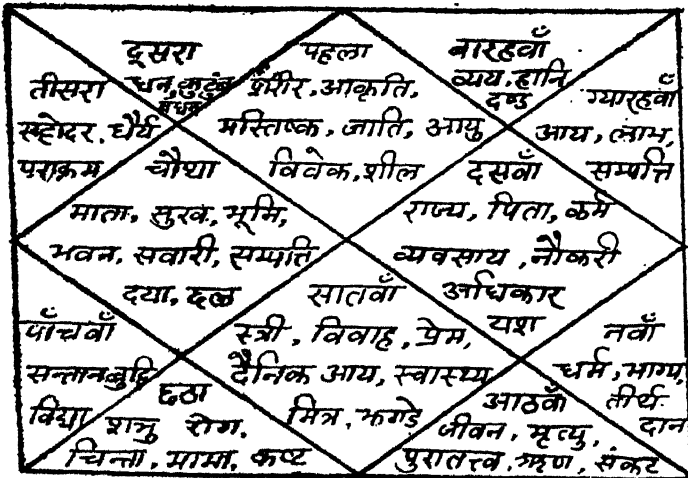 दूसरा
धन, कुटुंब
पहला
शरीर, आकृति,
मस्तिष्क, जाति, आयु
विवेक, शील
बारहवाँ
व्यय, हानि
दण्ड
तीसरा
सहोदर, धैर्य
पराक्रम
ग्यारहवाँ
आय, लाभ,
सम्पत्ति
चौथा
माता, सुख, भूमि,
भवन, सवारी, सम्पत्ति
दया, छल
दसवाँ
राज्य, पिता, कर्म
व्यवसाय, नौकरी
अधिकार
यश
पाँचवाँ
सन्तान, बुद्धि
विद्या
सातवाँ
स्त्री, विवाह, प्रेम,
दैनिक आय, स्वास्थ्य
मित्र, झगड़े
नवाँ
धर्म, भाग्य,
तीर्थ
दान
छठा
शत्रु रोग,
चिन्ता, मामा, कष्ट
आठवाँ
जीवन, मृत्यु,
पुरातत्त्व, ऋण, संकट